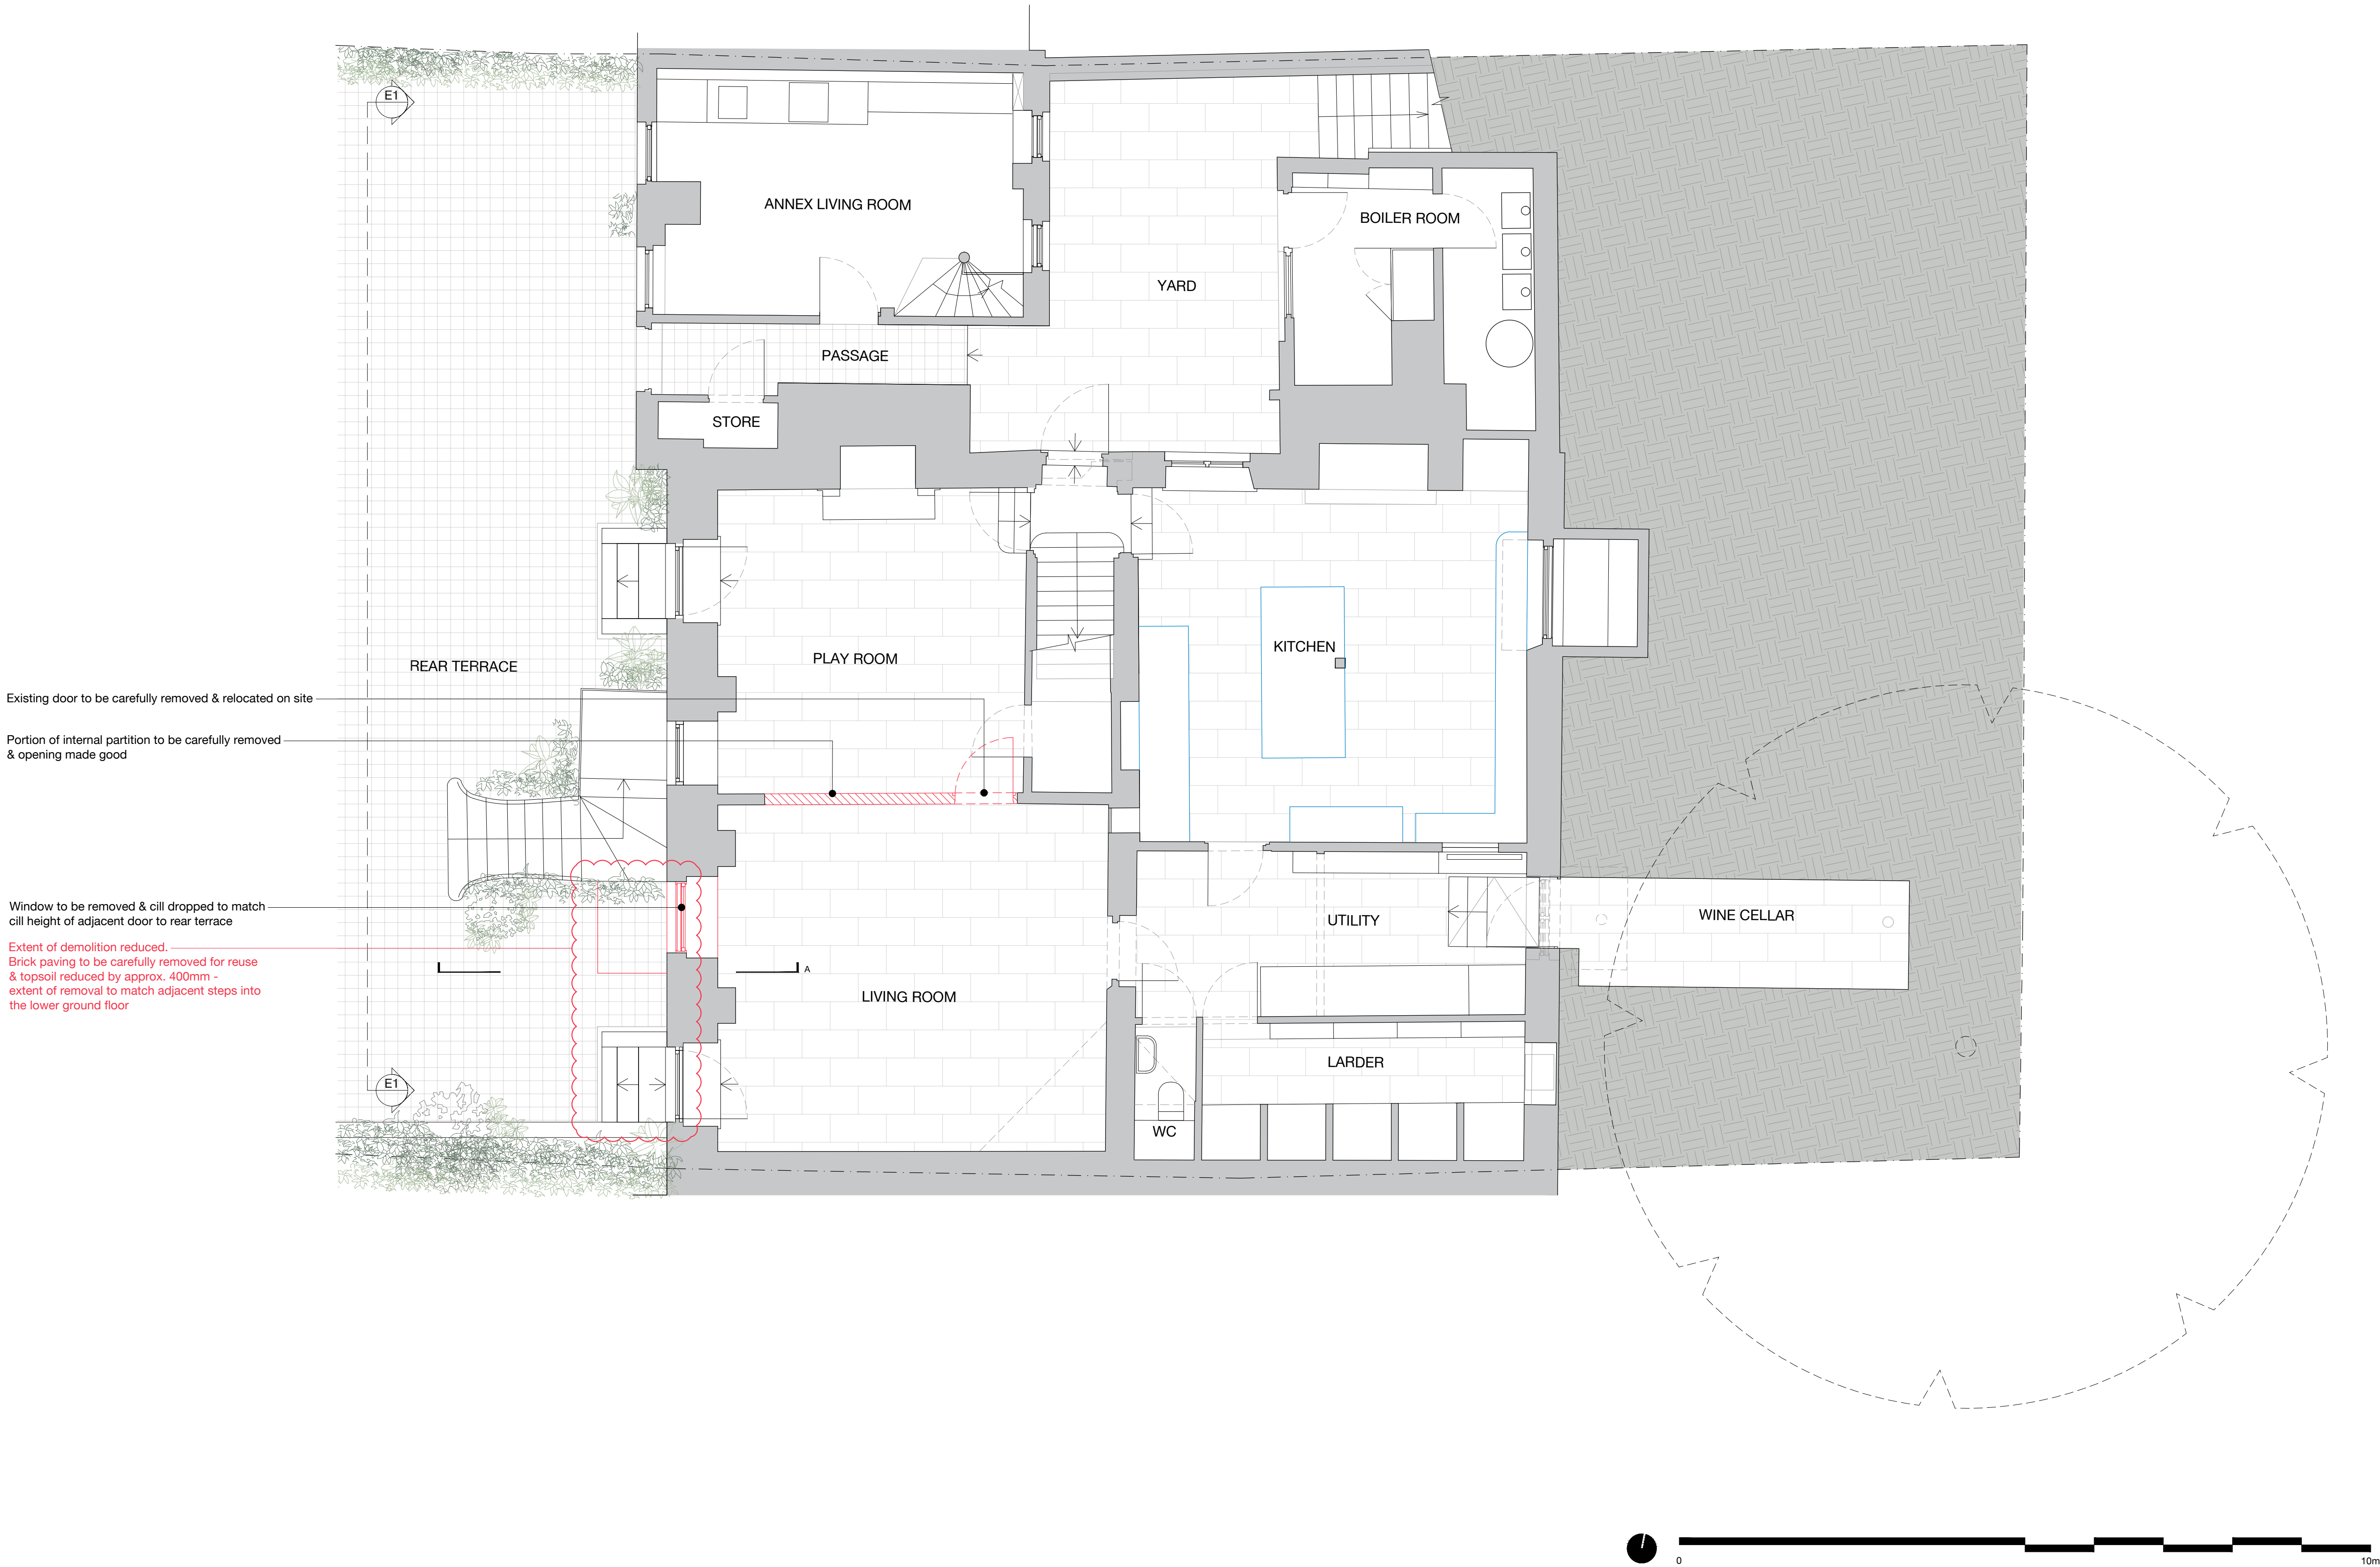 E1
ANNEX LIVING ROOM
BOILER ROOM
YARD
PASSAGE
STORE
KITCHEN
PLAY ROOM
REAR TERRACE
Existing door to be carefully removed & relocated on site
Portion of internal partition to be carefully removed
& opening made good
Window to be removed & cill dropped to match
cill height of adjacent door to rear terrace
Extent of demolition reduced.
Brick paving to be carefully removed for reuse
& topsoil reduced by approx. 400mm -
extent of removal to match adjacent steps into
the lower ground floor
A
LIVING ROOM
UTILITY
WINE CELLAR
LARDER
E1
WC
0
10m